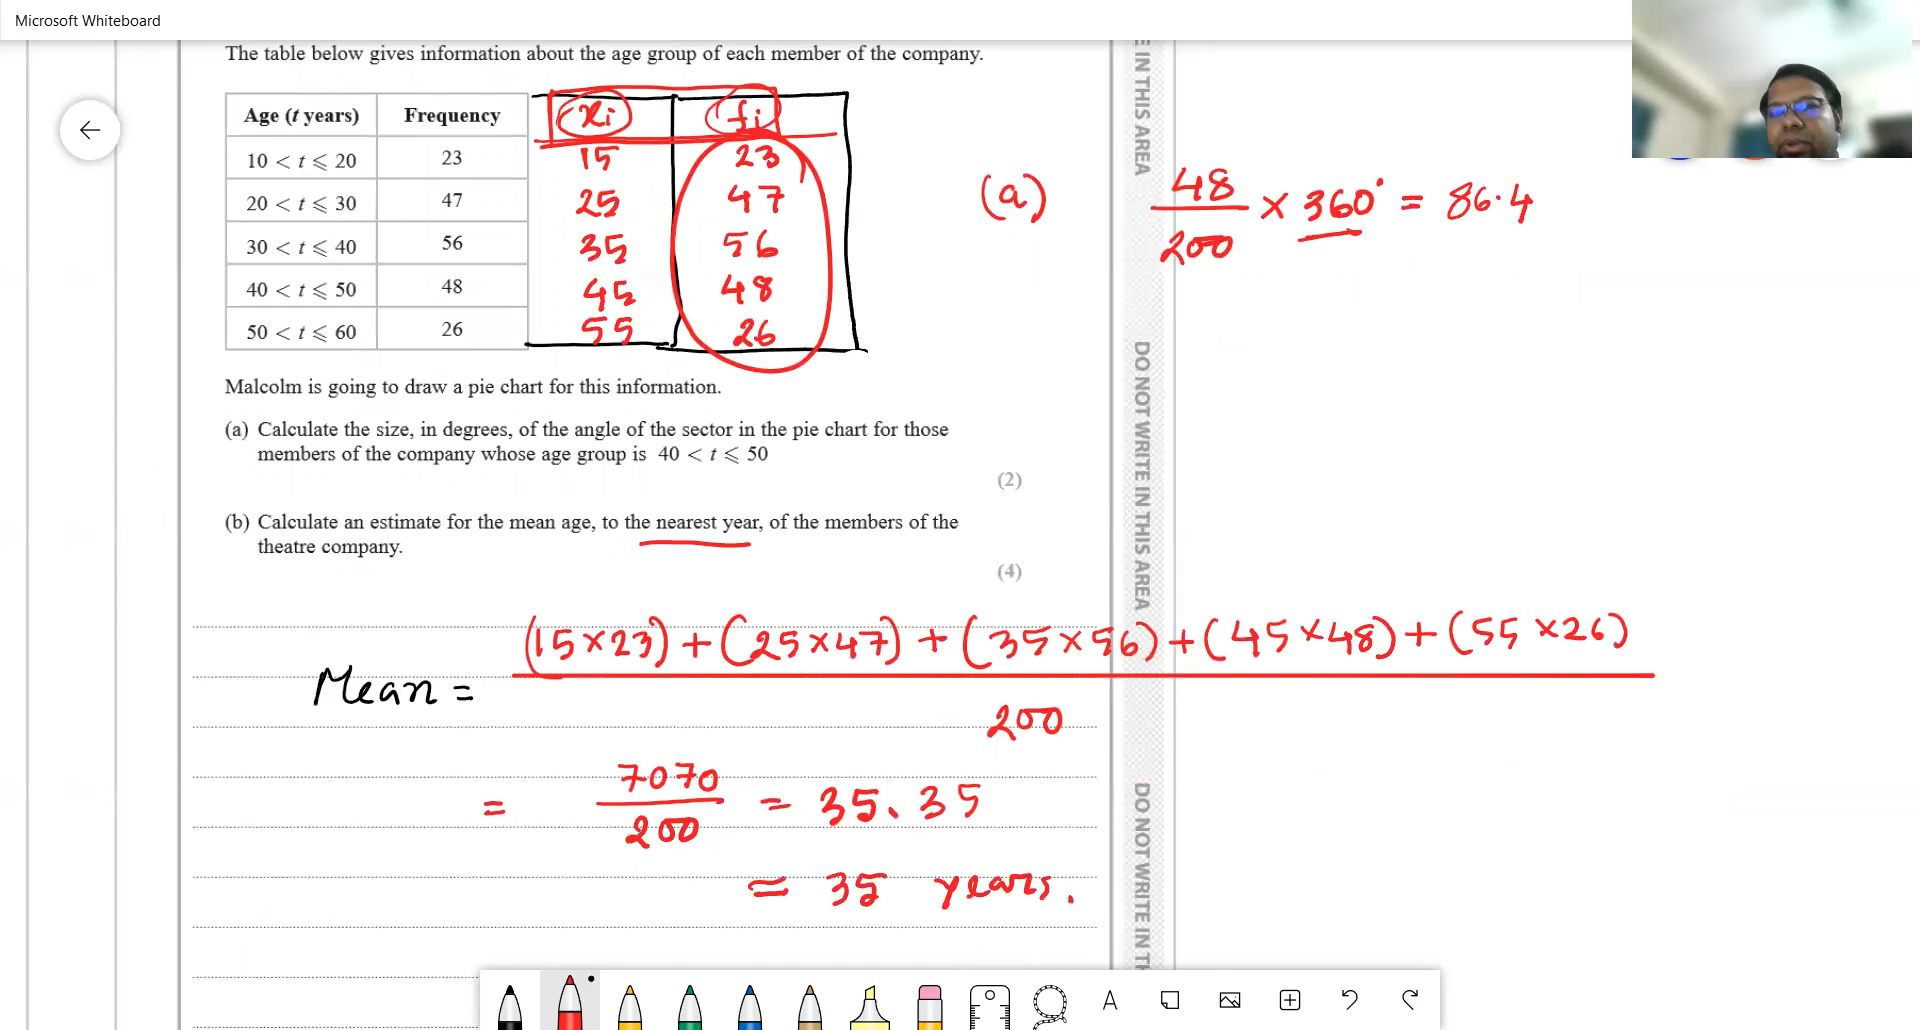 Microsoft Whiteboard
The table below gives information about the age group of each member of the company.
Age (t years) Frequency xi fi
10 < t ⩽ 20 23 15 23
20 < t ⩽ 30 47 25 47
30 < t ⩽ 40 56 35 56
40 < t ⩽ 50 48 45 48
50 < t ⩽ 60 26 55 26
(a) 48/200 × 360° = 86.4
Malcolm is going to draw a pie chart for this information.
(a) Calculate the size, in degrees, of the angle of the sector in the pie chart for those
members of the company whose age group is 40 < t ⩽ 50
(2)
(b) Calculate an estimate for the mean age, to the nearest year, of the members of the
theatre company.
(4)
Mean = (15×23) + (25×47) + (35×56) + (45×48) + (55×26)
200
= 7070/200 = 35.35
≈ 35 years.
E IN THIS AREA
DO NOT WRITE IN THIS AREA
DO NOT WRITE IN TH
A